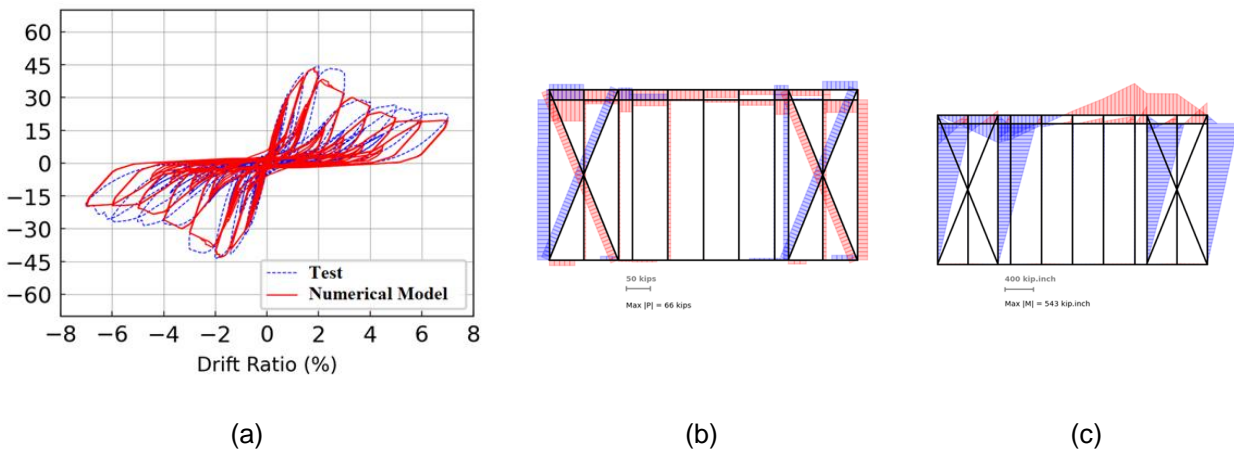 60
45
30
15
0
−15
−30
−45
−60
−8 −6 −4 −2 0 2 4 6 8
Drift Ratio (%)
Test
Numerical Model
(a)
50 kips
Max |P| = 66 kips
(b)
400 kip.inch
Max |M| = 543 kip.inch
(c)